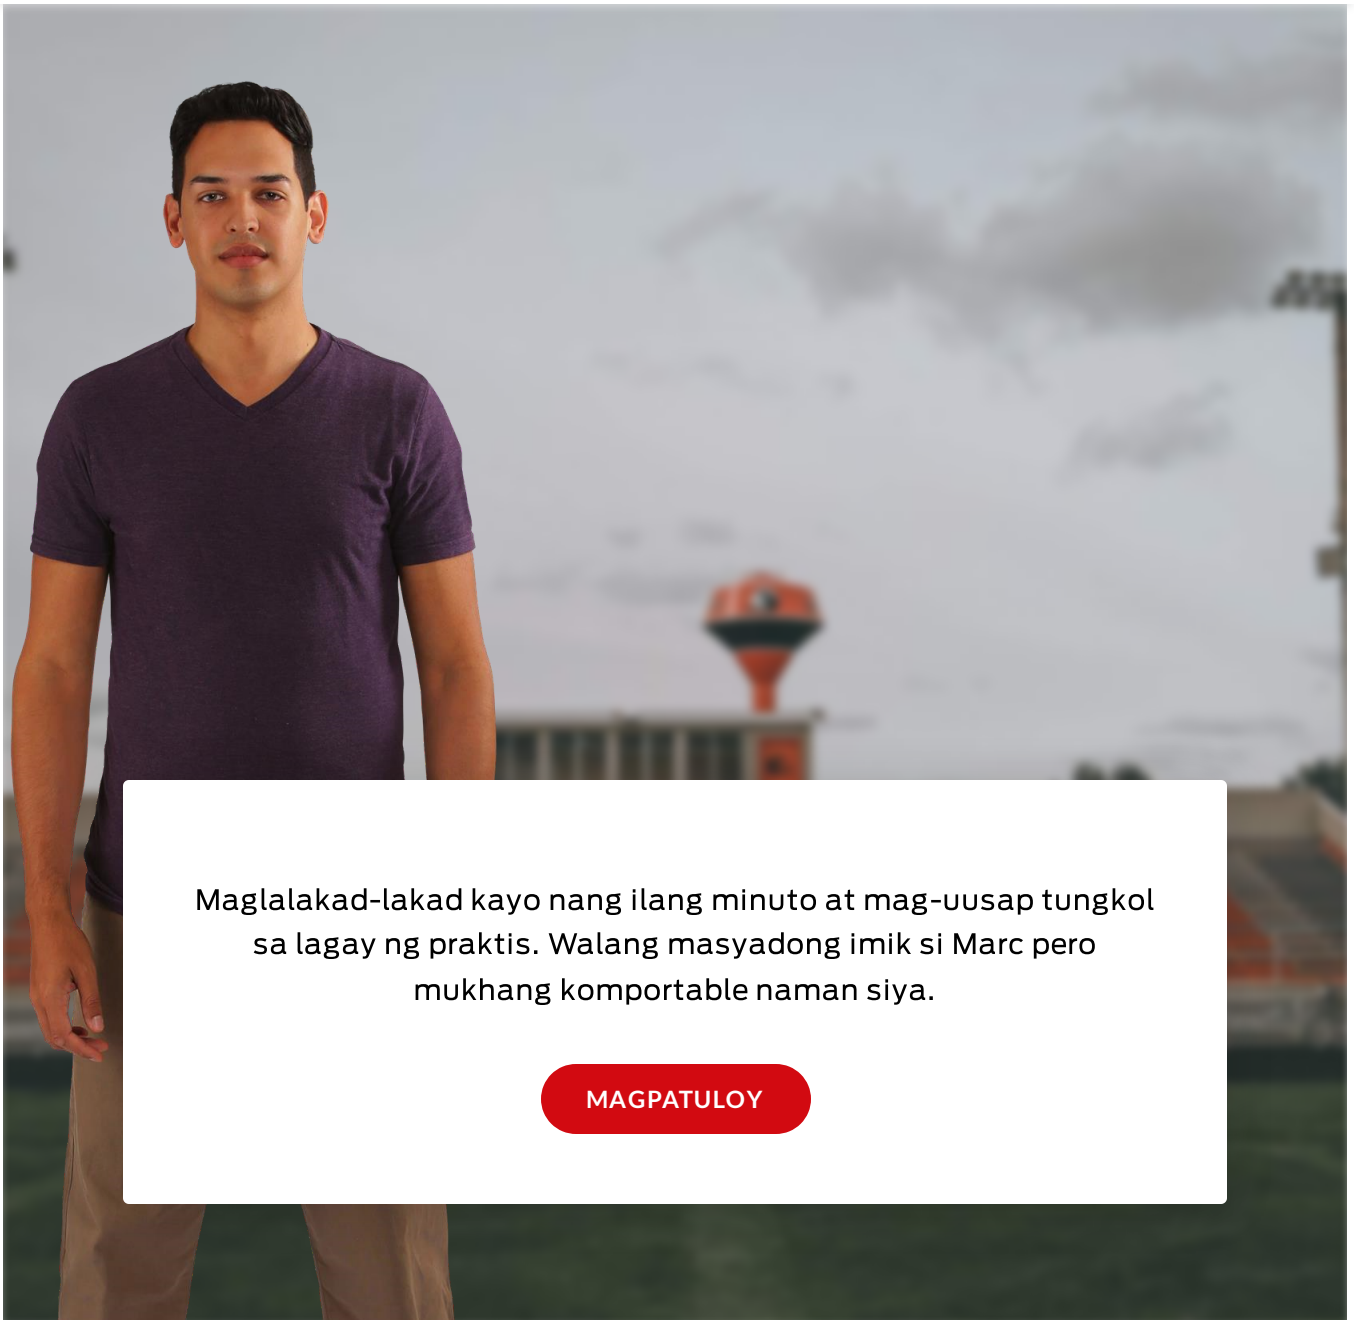 Maglalakad-lakad kayo nang ilang minuto at mag-uusap tungkol
sa lagay ng praktis. Walang masyadong imik si Marc pero
mukhang komportable naman siya.
MAGPATULOY